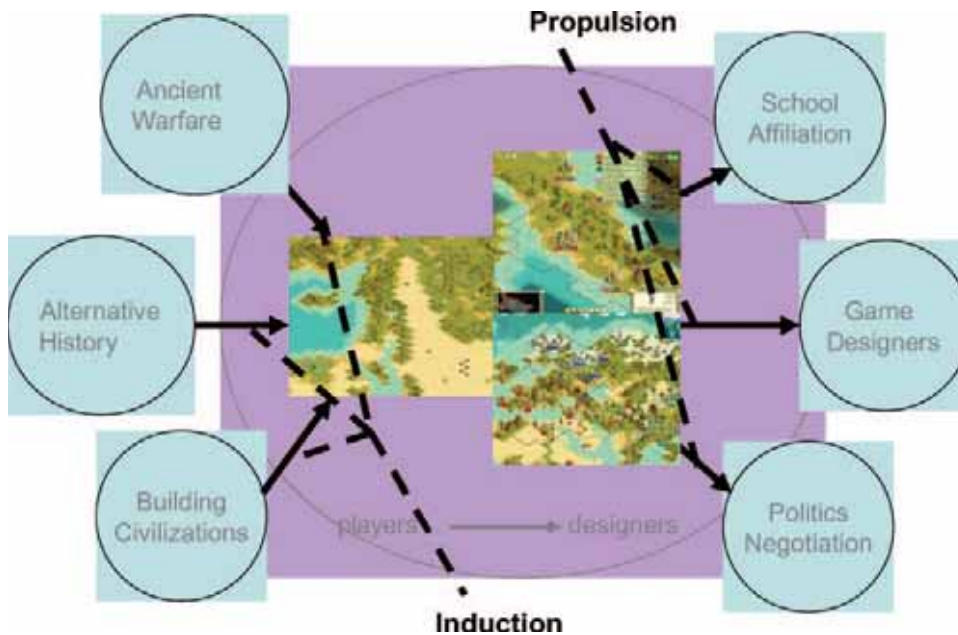 Propulsion
Ancient
Warfare
School
Affiliation
Alternative
History
Game
Designers
Building
Civilizations
players
designers
Politics
Negotiation
Induction